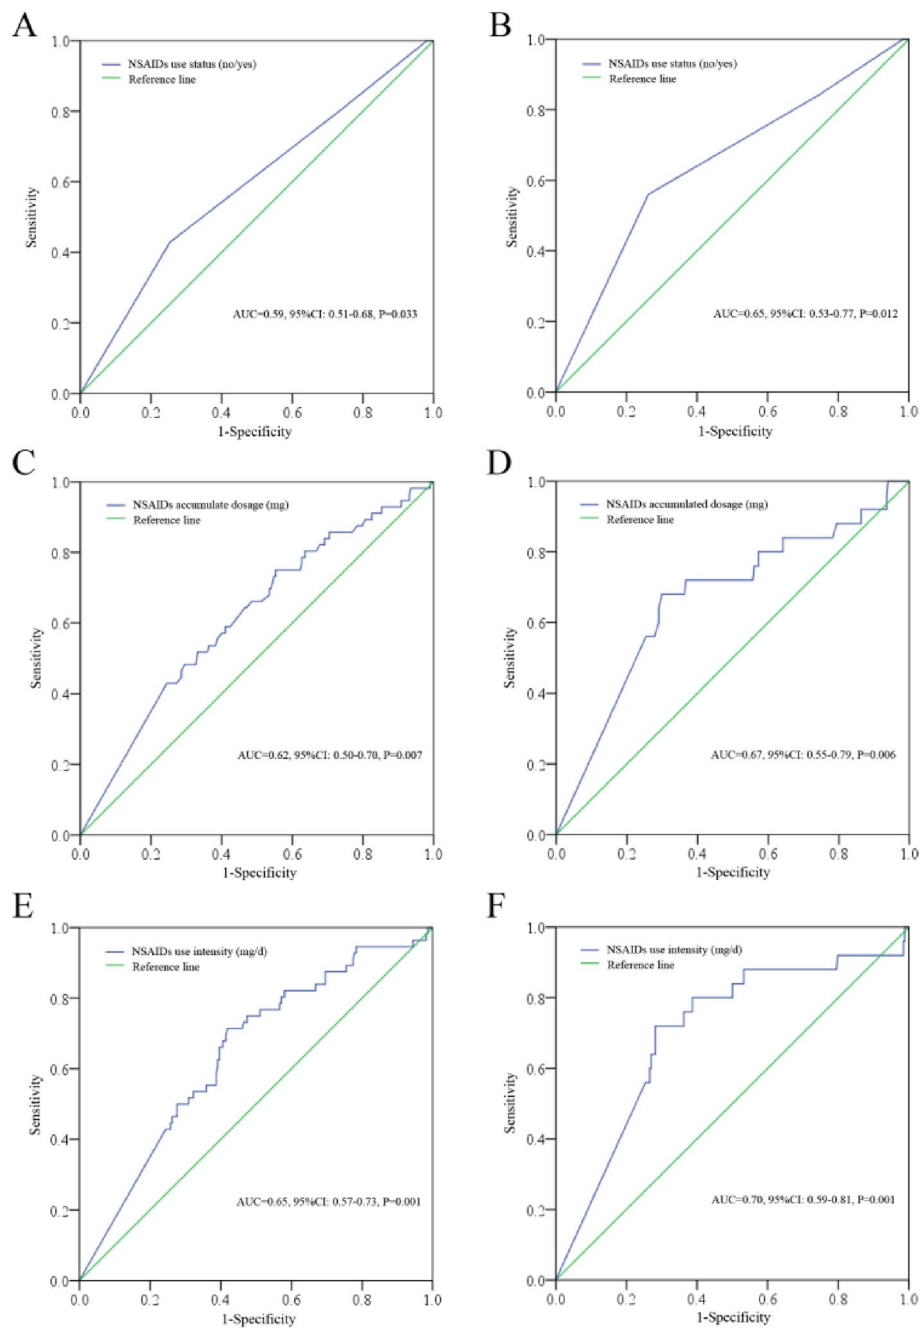 A
NSAIDs use status (no/yes)
Reference line
AUC=0.59, 95%CI: 0.51-0.68, P=0.033
Sensitivity
1.0
0.8
0.6
0.4
0.2
0.0
0.0 0.2 0.4 0.6 0.8 1.0
1-Specificity
B
NSAIDs use status (no/yes)
Reference line
AUC=0.65, 95%CI: 0.53-0.77, P=0.012
Sensitivity
1.0
0.8
0.6
0.4
0.2
0.0
0.0 0.2 0.4 0.6 0.8 1.0
1-Specificity
C
NSAIDs accumulate dosage (mg)
Reference line
AUC=0.62, 95%CI: 0.50-0.70, P=0.007
Sensitivity
1.0
0.8
0.6
0.4
0.2
0.0
0.0 0.2 0.4 0.6 0.8 1.0
1-Specificity
D
NSAIDs accumulated dosage (mg)
Reference line
AUC=0.67, 95%CI: 0.55-0.79, P=0.006
Sensitivity
1.0
0.8
0.6
0.4
0.2
0.0
0.0 0.2 0.4 0.6 0.8 1.0
1-Specificity
E
NSAIDs use intensity (mg/d)
Reference line
AUC=0.65, 95%CI: 0.57-0.73, P=0.001
Sensitivity
1.0
0.8
0.6
0.4
0.2
0.0
0.0 0.2 0.4 0.6 0.8 1.0
1-Specificity
F
NSAIDs use intensity (mg/d)
Reference line
AUC=0.70, 95%CI: 0.59-0.81, P=0.001
Sensitivity
1.0
0.8
0.6
0.4
0.2
0.0
0.0 0.2 0.4 0.6 0.8 1.0
1-Specificity